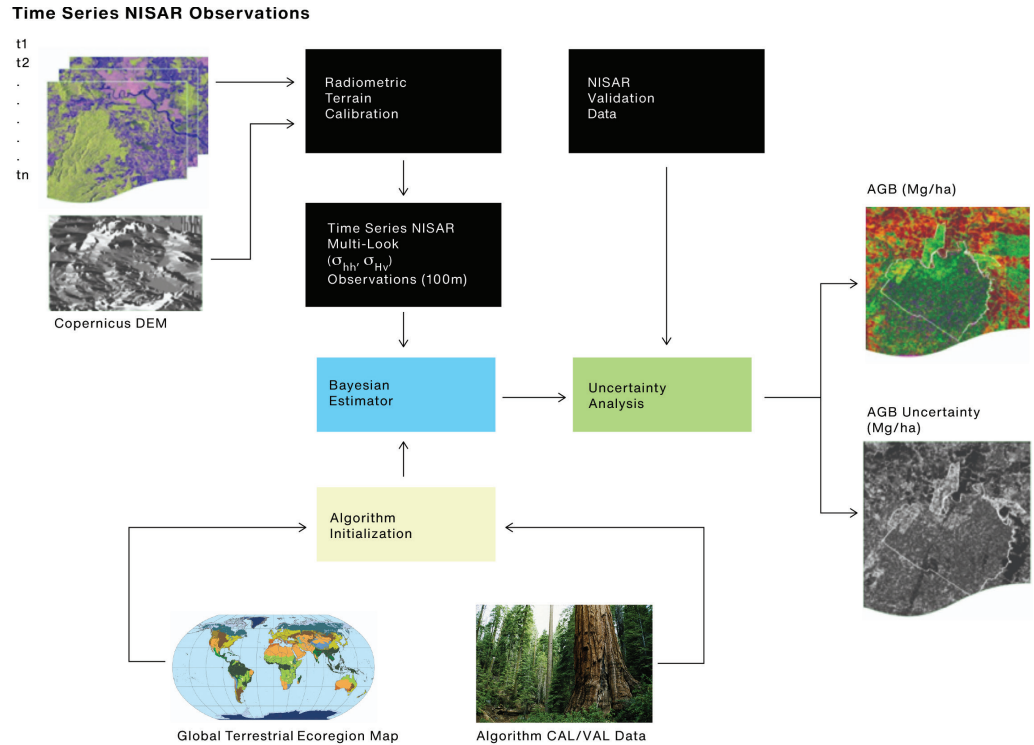 Time Series NISAR Observations
t1
t2
.
.
.
.
.
tn
Copernicus DEM
Radiometric
Terrain
Calibration
NISAR
Validation
Data
Time Series NISAR
Multi-Look
(σhh, σHv)
Observations (100m)
Bayesian
Estimator
Uncertainty
Analysis
AGB (Mg/ha)
AGB Uncertainty
(Mg/ha)
Algorithm
Initialization
Global Terrestrial Ecoregion Map
Algorithm CAL/VAL Data